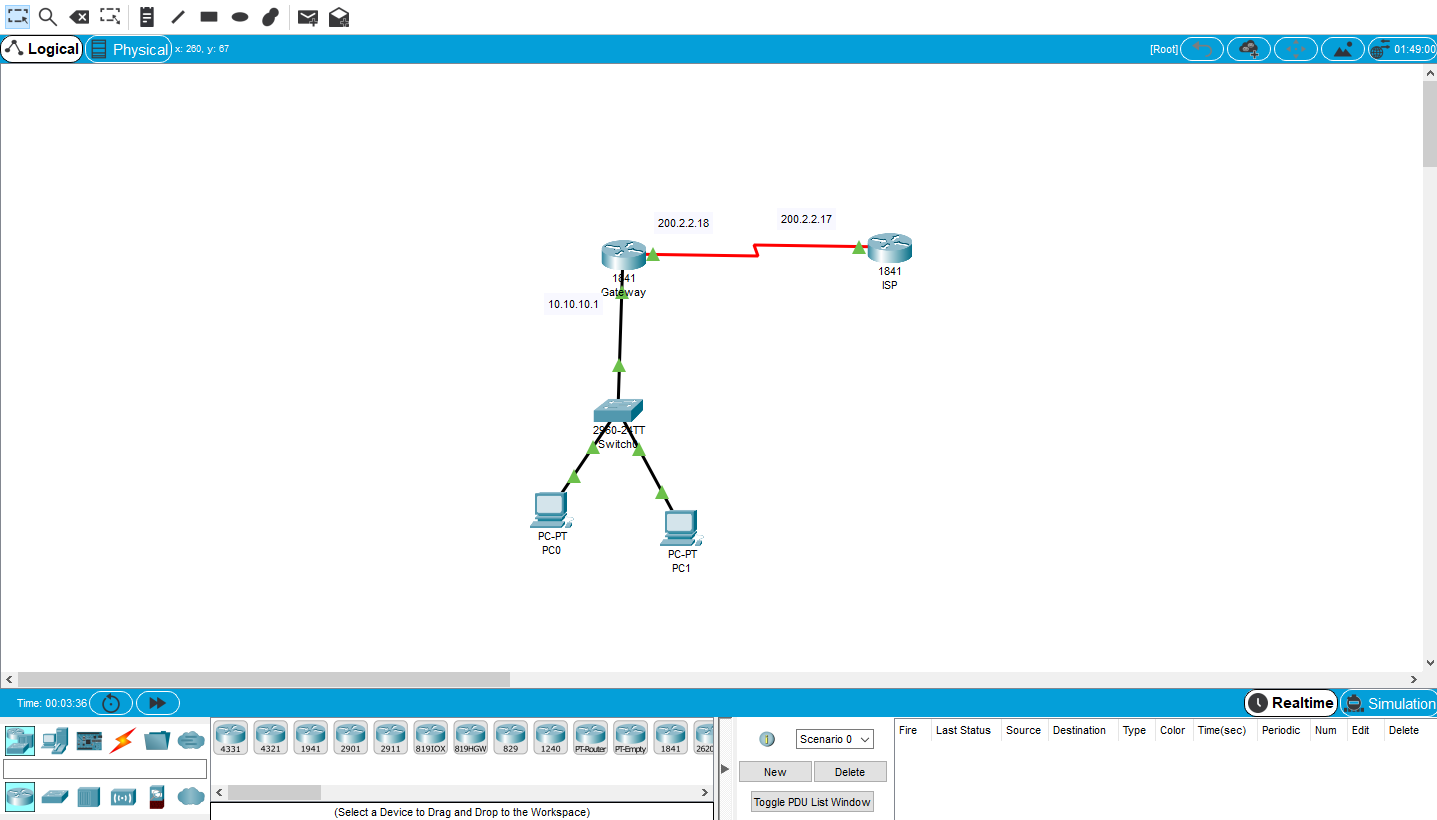 Logical
Physical
x: 260, y: 67
[Root]
01:49:00
200.2.2.18
200.2.2.17
1841
Gateway
1841
ISP
10.10.10.1
2960-24TT
Switch0
PC-PT
PC0
PC-PT
PC1
Time: 00:03:36
Realtime
Simulation
4331
4321
1941
2901
2911
819IOX
819HGW
829
1240
PT-Router
PT-Empty
1841
2620
Scenario 0
New
Delete
Toggle PDU List Window
Fire
Last Status
Source
Destination
Type
Color
Time(sec)
Periodic
Num
Edit
Delete
(Select a Device to Drag and Drop to the Workspace)